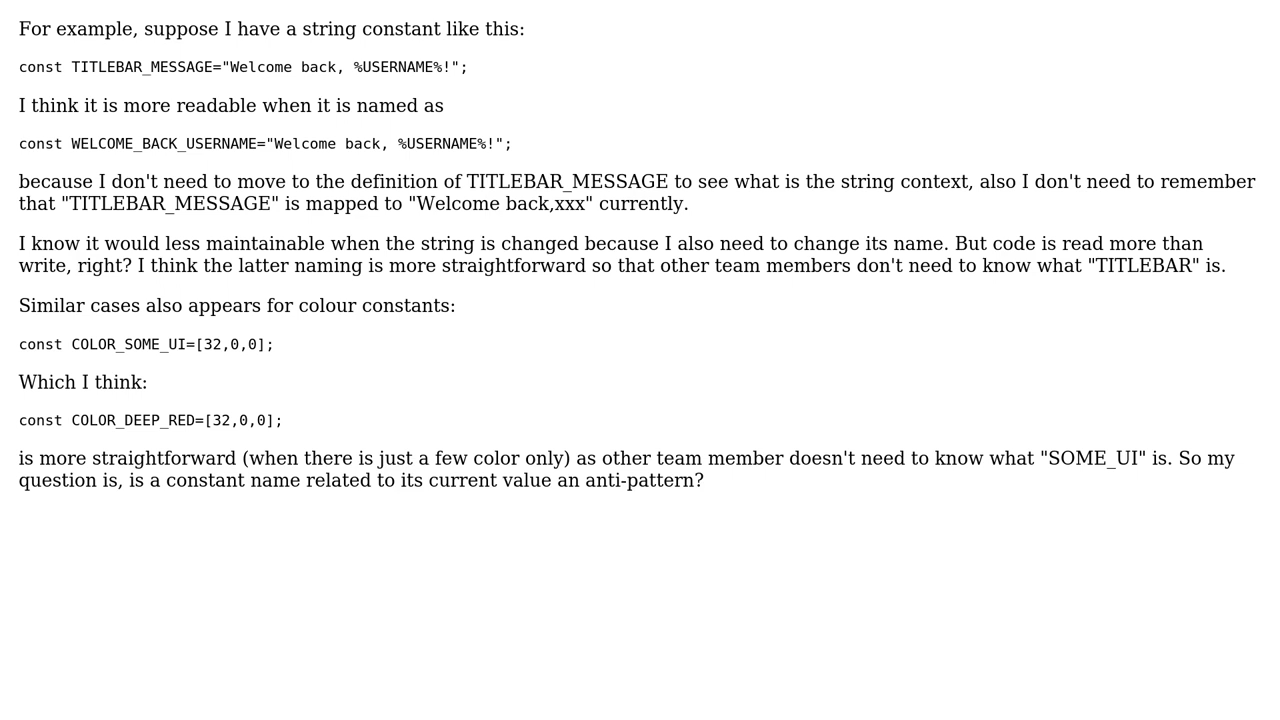 For example, suppose I have a string constant like this:
const TITLEBAR_MESSAGE="Welcome back, %USERNAME%!";
I think it is more readable when it is named as
const WELCOME_BACK_USERNAME="Welcome back, %USERNAME%!";
because I don't need to move to the definition of TITLEBAR_MESSAGE to see what is the string context, also I don't need to remember
that "TITLEBAR_MESSAGE" is mapped to "Welcome back,xxx" currently.
I know it would less maintainable when the string is changed because I also need to change its name. But code is read more than
write, right? I think the latter naming is more straightforward so that other team members don't need to know what "TITLEBAR" is.
Similar cases also appears for colour constants:
const COLOR_SOME_UI=[32,0,0];
Which I think:
const COLOR_DEEP_RED=[32,0,0];
is more straightforward (when there is just a few color only) as other team member doesn't need to know what "SOME_UI" is. So my
question is, is a constant name related to its current value an anti-pattern?